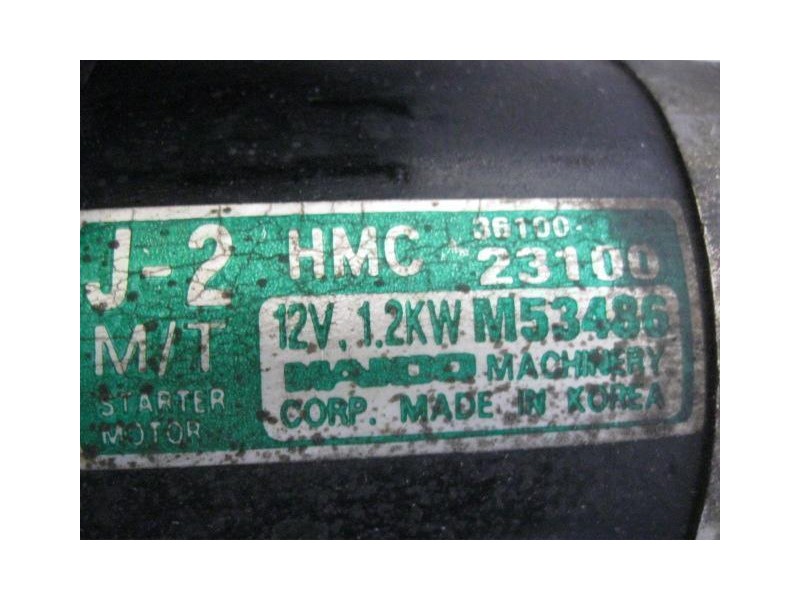 J-2 HMC 36100-
23100
M/T 12V, 1.2KW M53486
MANDO MACHINERY
STARTER CORP. MADE IN KOREA
MOTOR